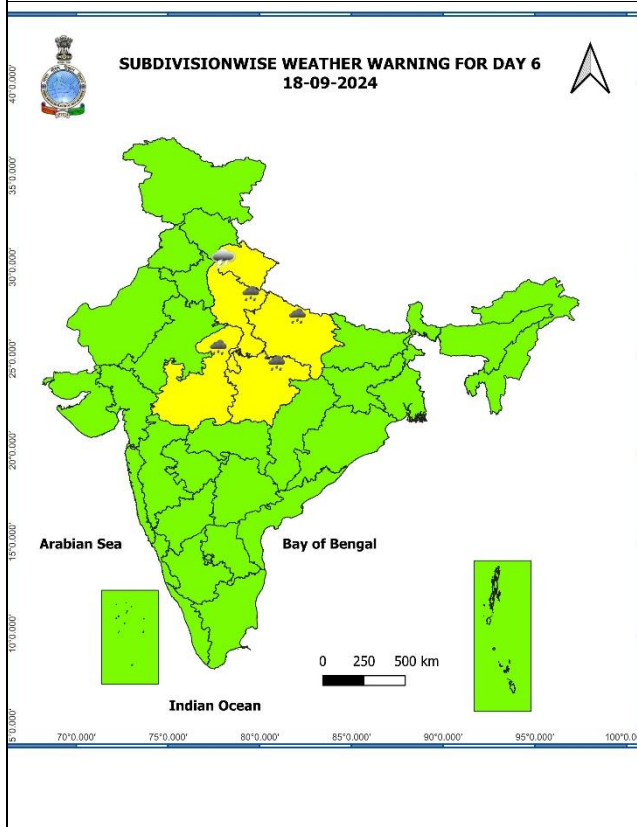 SUBDIVISIONWISE WEATHER WARNING FOR DAY 6
18-09-2024
40°0.000'
35°0.000'
30°0.000'
25°0.000'
20°0.000'
15°0.000'
10°0.000'
5°0.000'
Arabian Sea
Bay of Bengal
0 250 500 km
Indian Ocean
70°0.000' 75°0.000' 80°0.000' 85°0.000' 90°0.000' 95°0.000' 100°0.0